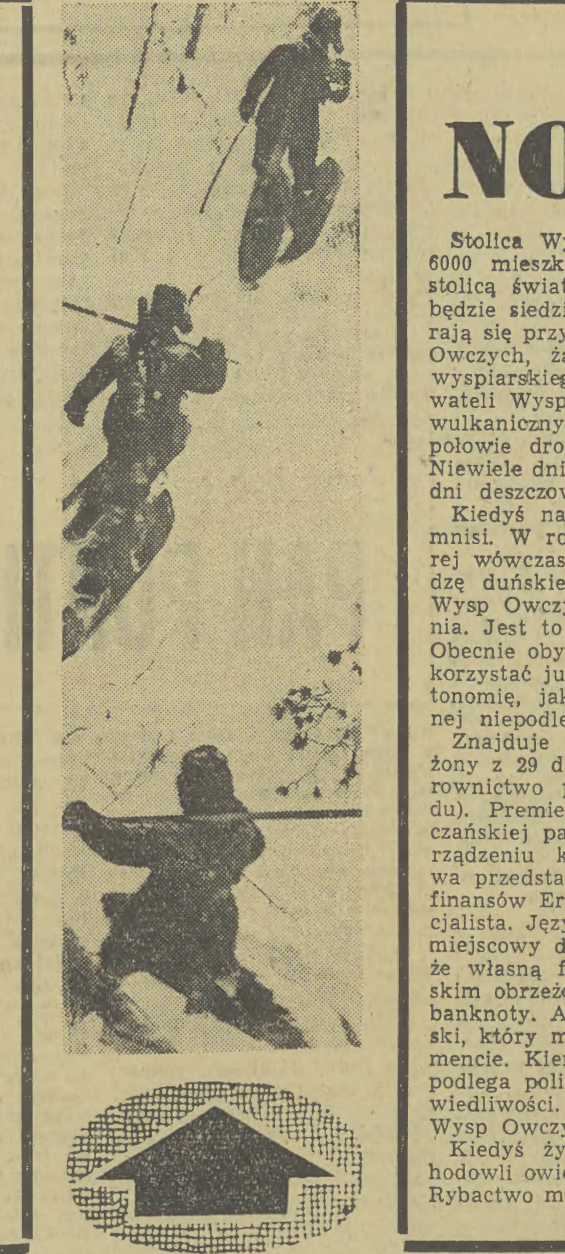 NO
Stolica Wy
6000 mieszk
stolicą świat
będzie siedzi
rają się przy
Owczych, ża
wyspiarskieg
wateli Wysp
wulkaniczny
połowie dro
Niewiele dni
dni deszczov
Kiedyś na
mnisi. W ro
rej wówczas
dzę duńskie
Wysp Owczy
nia. Jest to
Obecnie oby
korzystać ju
tonomię, jak
nej niepodle
Znajduje
żony z 29 d
rownictwo p
du). Premie
czańskiej pa
rządzeniu k
wa przedsta
finansów Er
cjalista. Języ
miejscowy d
że własną f
skim obrzeż
banknoty. A
ski, który m
mencie. Kier
podlega poli
wiedliwości.
Wysp Owczy
Kiedyś ży
hodowli owie
Rybactwo m